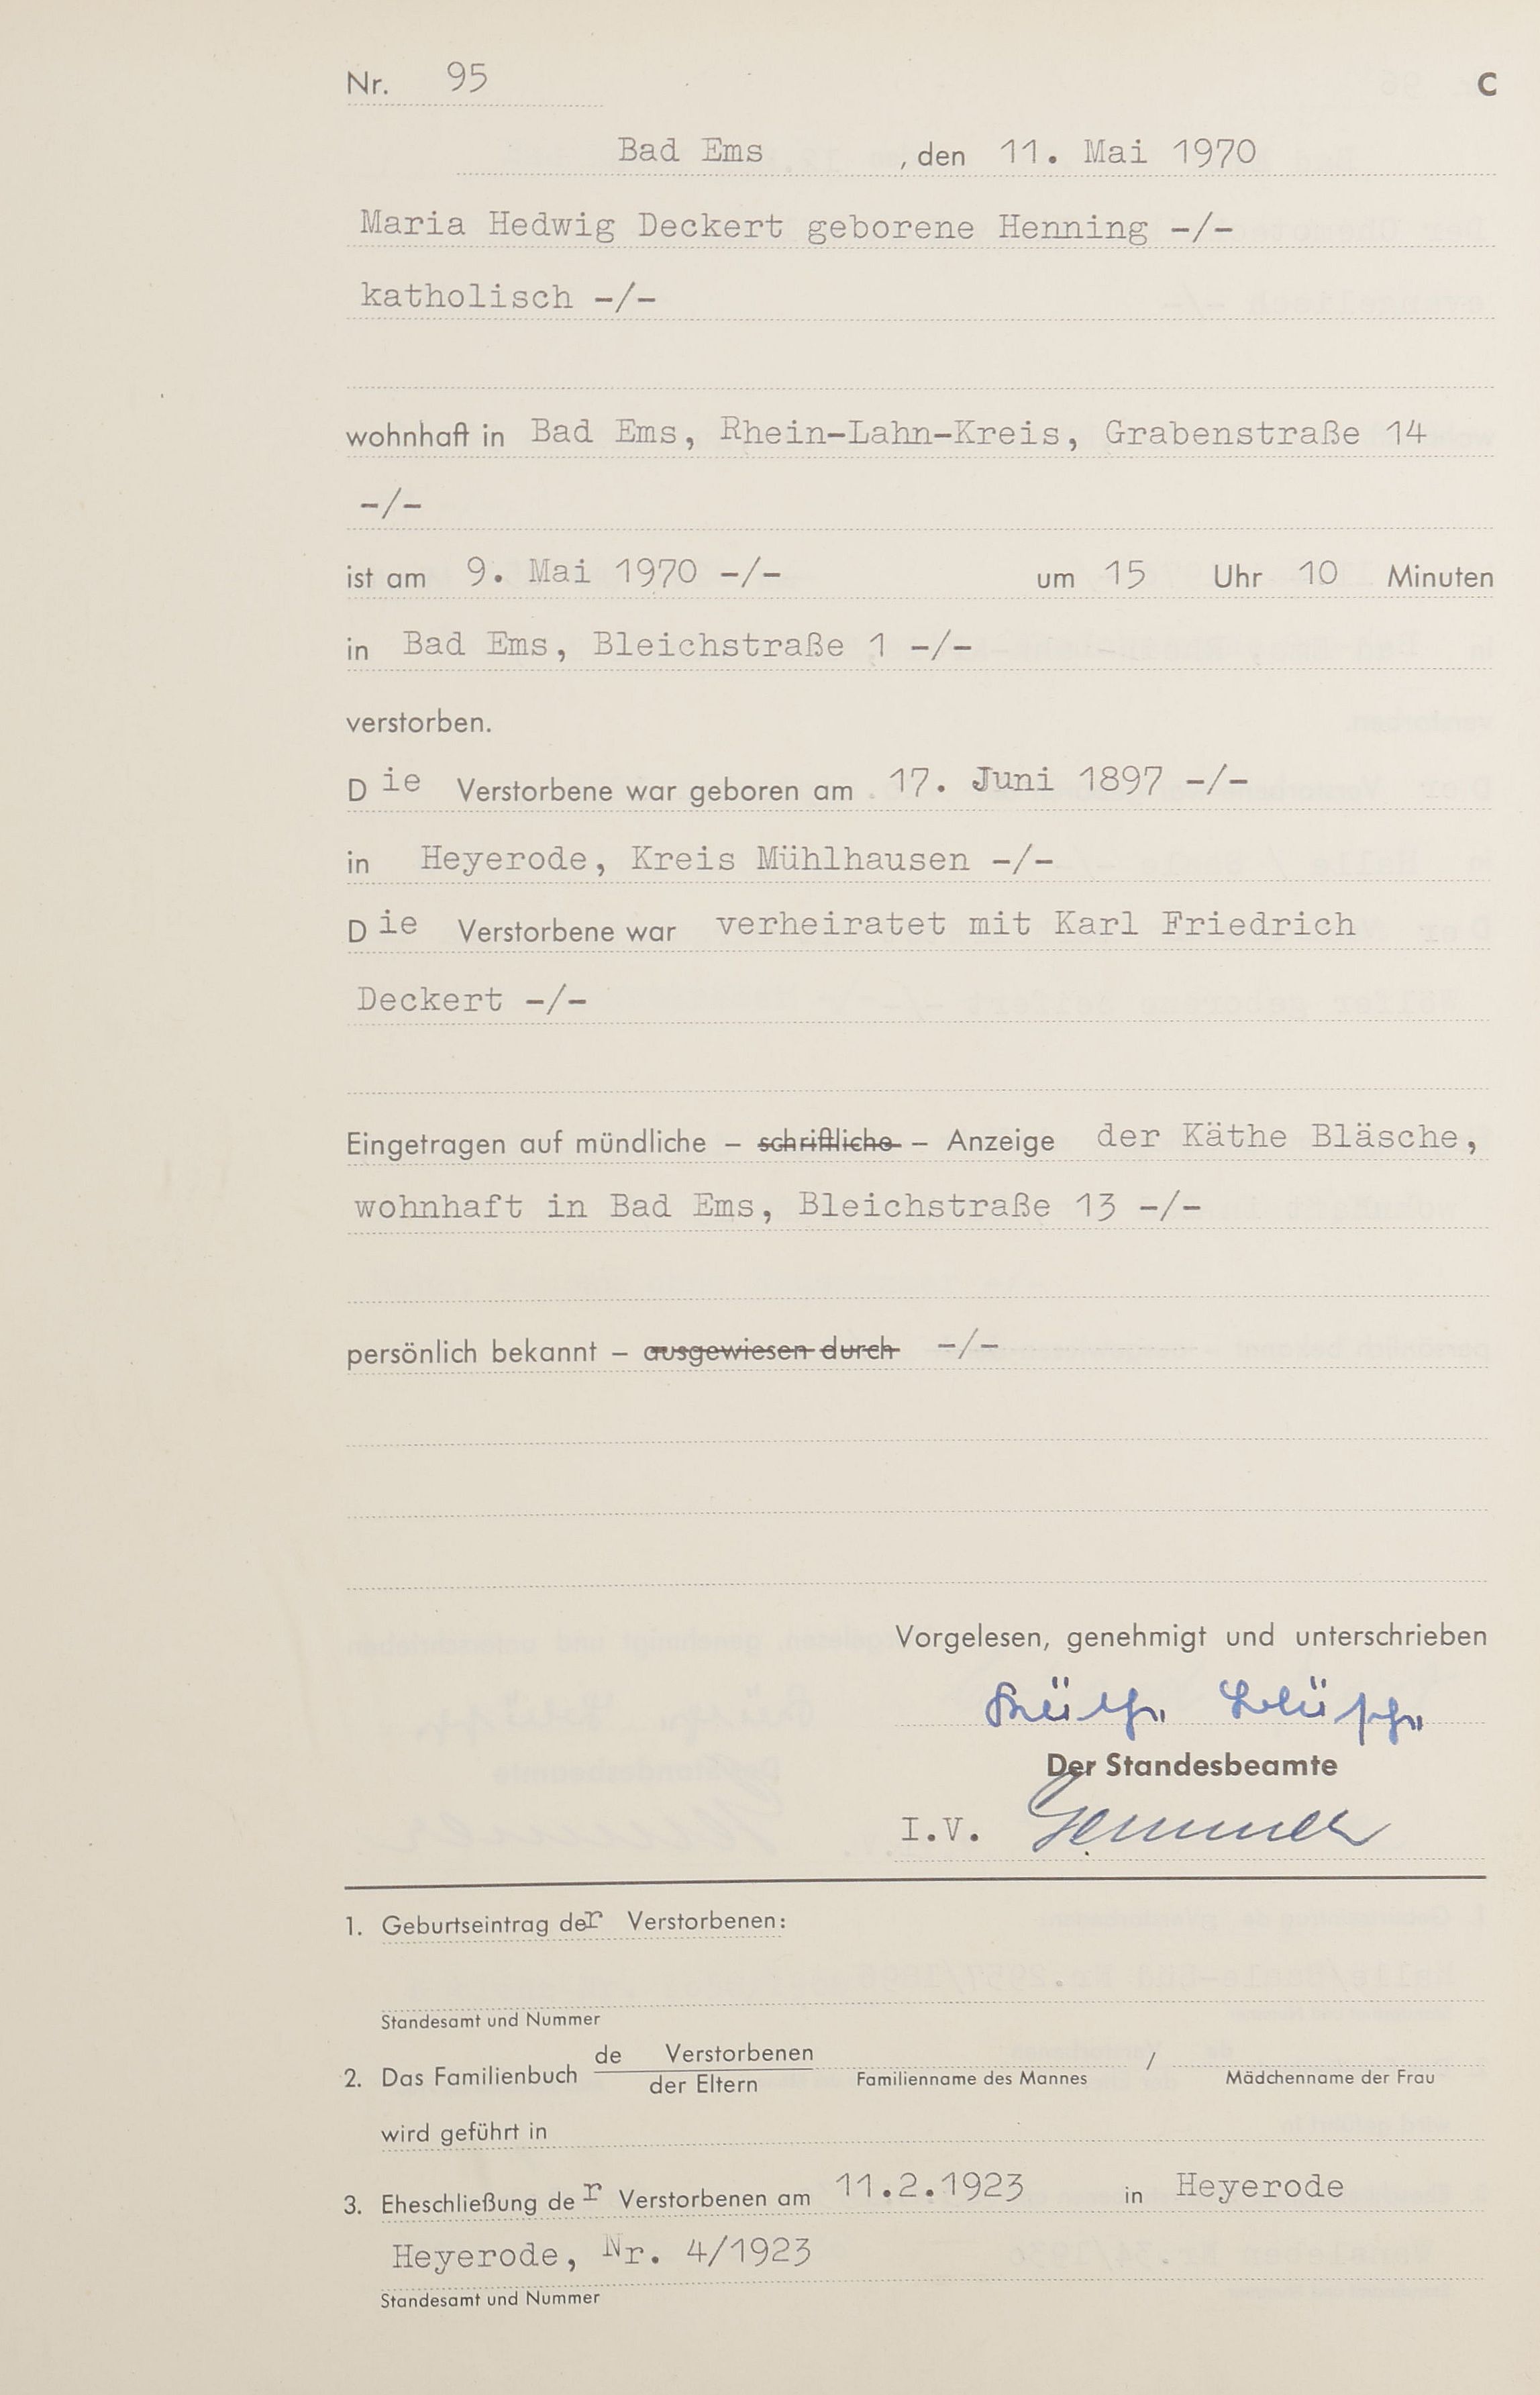 Nr. 95 C
Bad Ems , den 11. Mai 1970
Maria Hedwig Deckert geborene Henning -/-
katholisch -/-
wohnhaft in Bad Ems, Rhein-Lahn-Kreis, Grabenstraße 14
-/-
ist am 9. Mai 1970 -/- um 15 Uhr 10 Minuten
in Bad Ems, Bleichstraße 1 -/-
verstorben.
Die Verstorbene war geboren am 17. Juni 1897 -/-
in Heyerode, Kreis Mühlhausen -/-
Die Verstorbene war verheiratet mit Karl Friedrich
Deckert -/-
Eingetragen auf mündliche – schriftliche – Anzeige der Käthe Bläsche,
wohnhaft in Bad Ems, Bleichstraße 13 -/-
persönlich bekannt – ausgewiesen durch -/-
Vorgelesen, genehmigt und unterschrieben
Käthe Bläsche
Der Standesbeamte
I.V.
1. Geburtseintrag der Verstorbenen:
Standesamt und Nummer
2. Das Familienbuch de Verstorbenen / der Eltern Familienname des Mannes / Mädchenname der Frau
wird geführt in
3. Eheschließung der Verstorbenen am 11.2.1923 in Heyerode
Heyerode, Nr. 4/1923
Standesamt und Nummer